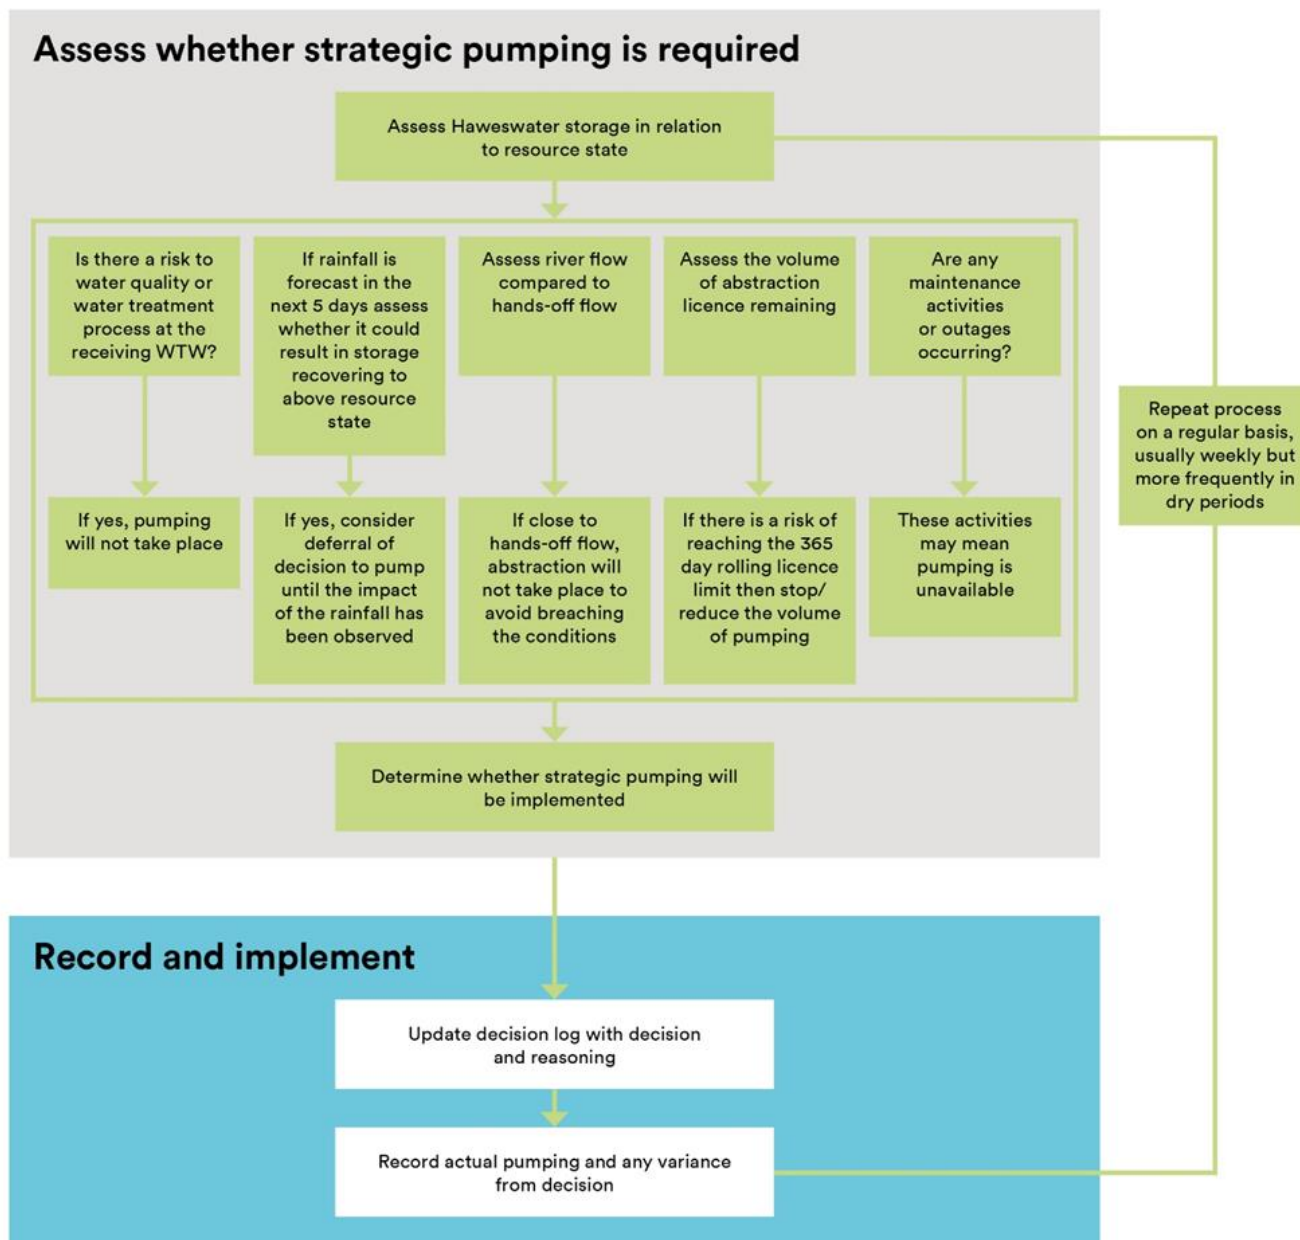 Assess whether strategic pumping is required
Assess Haweswater storage in relation
to resource state
Is there a risk to
water quality or
water treatment
process at the
receiving WTW?
If rainfall is
forecast in the
next 5 days assess
whether it could
result in storage
recovering to
above resource
state
Assess river flow
compared to
hands-off flow
Assess the volume
of abstraction
licence remaining
Are any
maintenance
activities
or outages
occurring?
If yes, pumping
will not take place
If yes, consider
deferral of
decision to pump
until the impact
of the rainfall has
been observed
If close to
hands-off flow,
abstraction will
not take place to
avoid breaching
the conditions
If there is a risk of
reaching the 365
day rolling licence
limit then stop/
reduce the volume
of pumping
These activities
may mean
pumping is
unavailable
Repeat process
on a regular basis,
usually weekly but
more frequently in
dry periods
Determine whether strategic pumping will
be implemented
Record and implement
Update decision log with decision
and reasoning
Record actual pumping and any variance
from decision